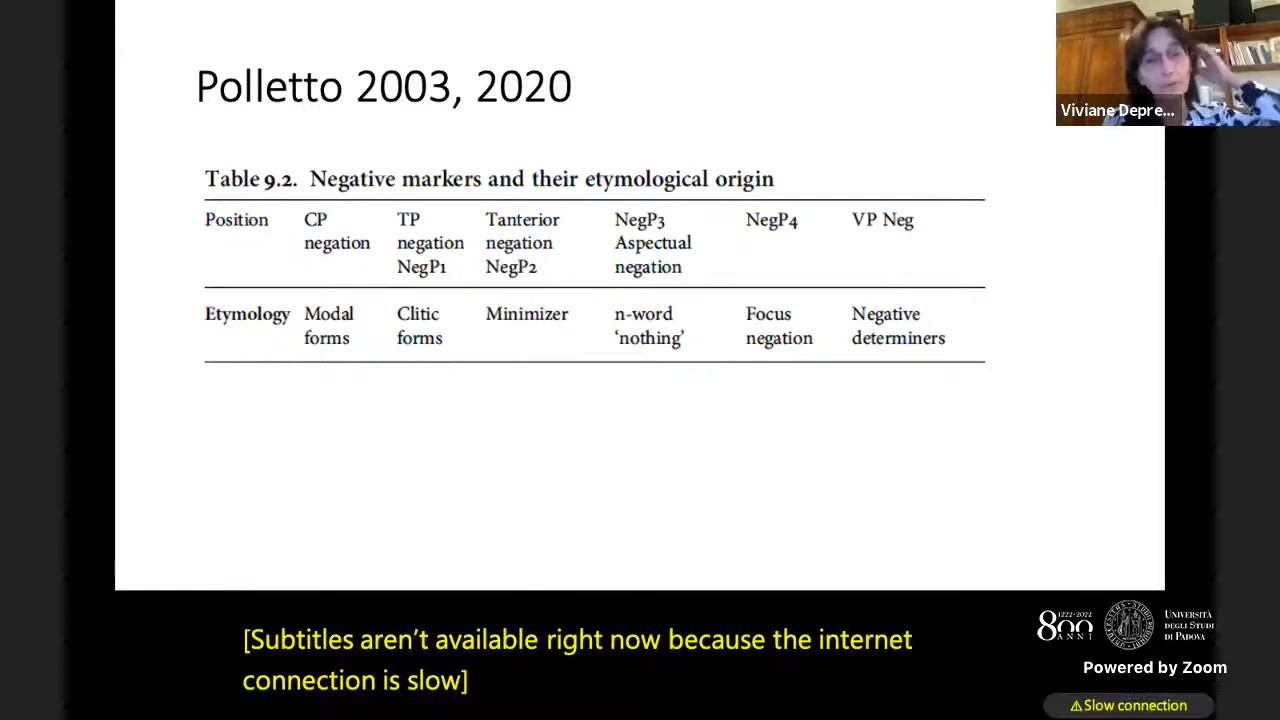 Polletto 2003, 2020
Viviane Depre...
Table 9.2. Negative markers and their etymological origin
Position CP negation TP negation NegP1 Tanterior negation NegP2 NegP3 Aspectual negation NegP4 VP Neg
Etymology Modal forms Clitic forms Minimizer n-word ‘nothing’ Focus negation Negative determiners
[Subtitles aren’t available right now because the internet
connection is slow]
1222·2022
800
ANNI
UNIVERSITÀ
DEGLI STUDI
DI PADOVA
Powered by Zoom
⚠Slow connection